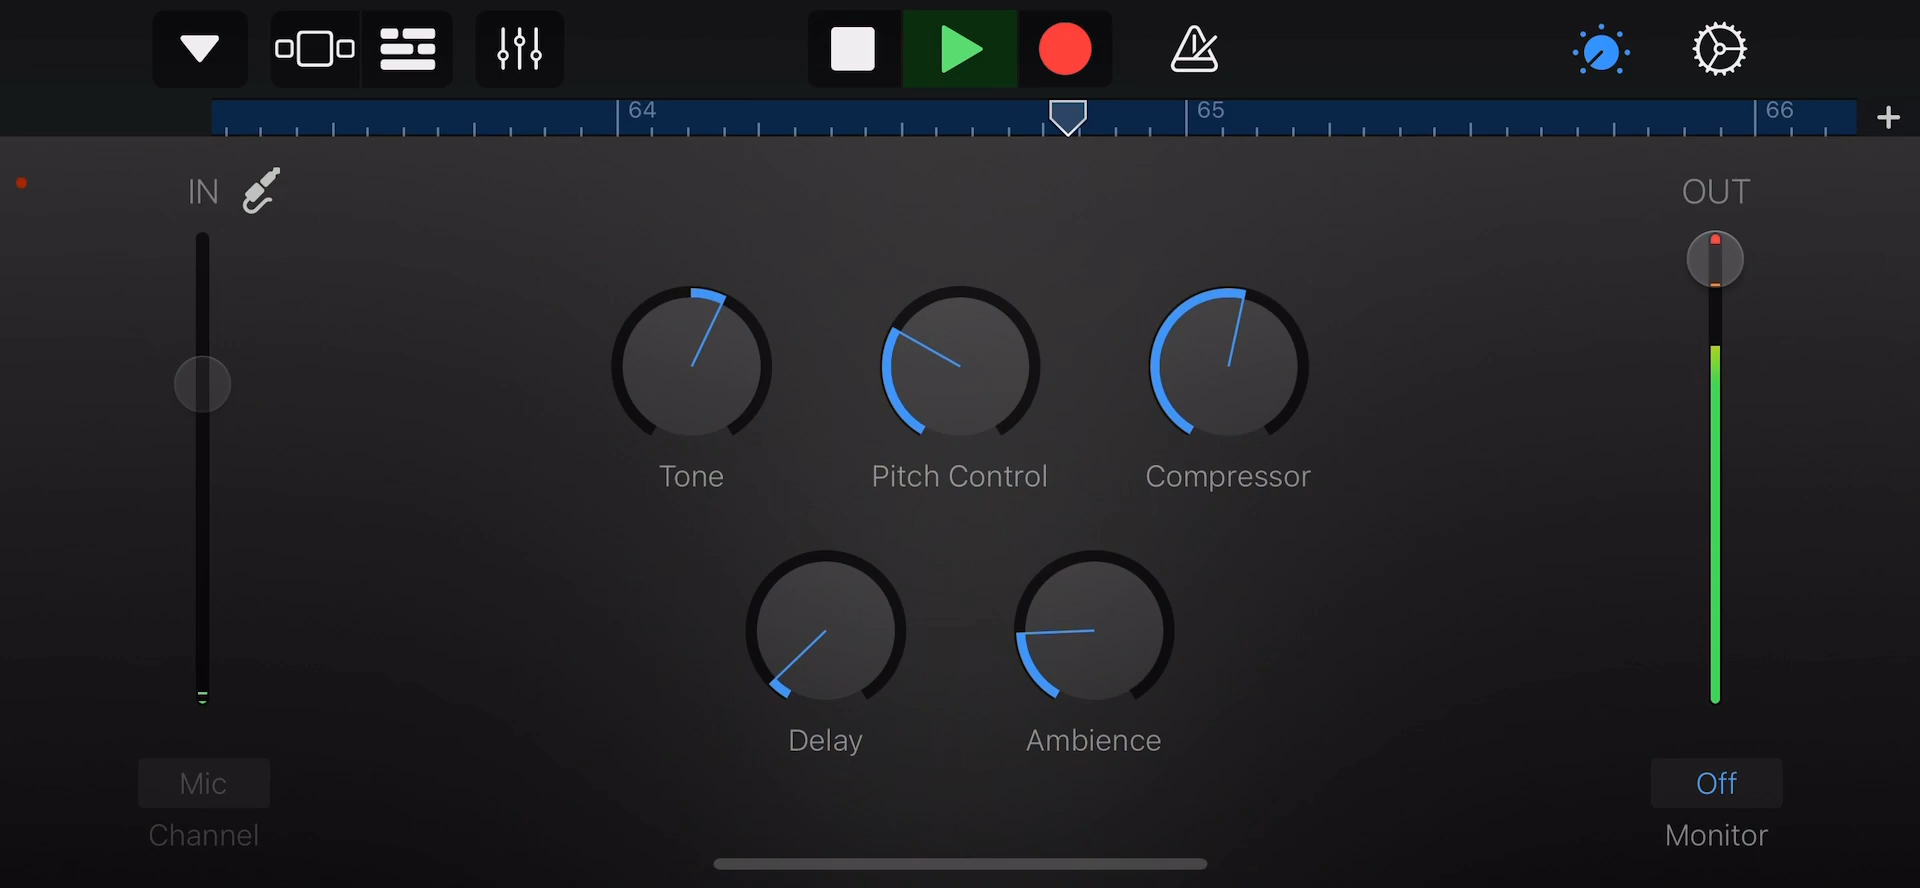 64
65
66
IN
OUT
Tone
Pitch Control
Compressor
Delay
Ambience
Mic
Channel
Off
Monitor